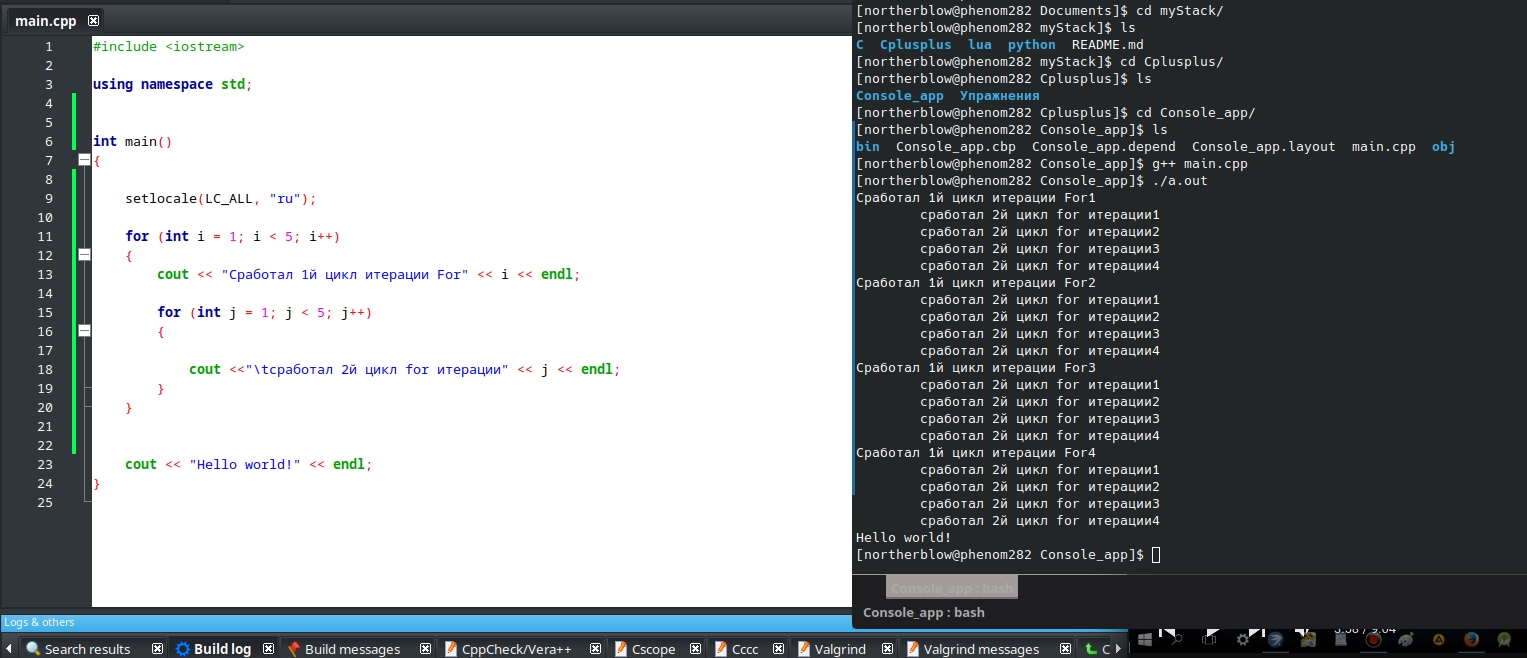 main.cpp
1 #include <iostream>
2
3 using namespace std;
4
5
6 int main()
7 {
8
9 setlocale(LC_ALL, "ru");
10
11 for (int i = 1; i < 5; i++)
12 {
13 cout << "Сработал 1й цикл итерации For" << i << endl;
14
15 for (int j = 1; j < 5; j++)
16 {
17
18 cout <<"\tсработал 2й цикл for итерации" << j << endl;
19 }
20 }
21
22
23 cout << "Hello world!" << endl;
24 }
25
[northerblow@phenom282 Documents]$ cd myStack/
[northerblow@phenom282 myStack]$ ls
C Cplusplus lua python README.md
[northerblow@phenom282 myStack]$ cd Cplusplus/
[northerblow@phenom282 Cplusplus]$ ls
Console_app Упражнения
[northerblow@phenom282 Cplusplus]$ cd Console_app/
[northerblow@phenom282 Console_app]$ ls
bin Console_app.cbp Console_app.depend Console_app.layout main.cpp obj
[northerblow@phenom282 Console_app]$ g++ main.cpp
[northerblow@phenom282 Console_app]$ ./a.out
Сработал 1й цикл итерации For1
сработал 2й цикл for итерации1
сработал 2й цикл for итерации2
сработал 2й цикл for итерации3
сработал 2й цикл for итерации4
Сработал 1й цикл итерации For2
сработал 2й цикл for итерации1
сработал 2й цикл for итерации2
сработал 2й цикл for итерации3
сработал 2й цикл for итерации4
Сработал 1й цикл итерации For3
сработал 2й цикл for итерации1
сработал 2й цикл for итерации2
сработал 2й цикл for итерации3
сработал 2й цикл for итерации4
Сработал 1й цикл итерации For4
сработал 2й цикл for итерации1
сработал 2й цикл for итерации2
сработал 2й цикл for итерации3
сработал 2й цикл for итерации4
Hello world!
[northerblow@phenom282 Console_app]$
Console_app : bash
Console_app : bash
Logs & others
Search results Build log Build messages CppCheck/Vera++ Cscope Cccc Valgrind Valgrind messages C